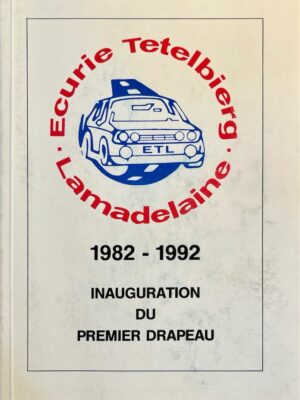 · Ecurie Tetelbierg ·
Lamadelaine
ETL
1982 - 1992
INAUGURATION
DU
PREMIER DRAPEAU